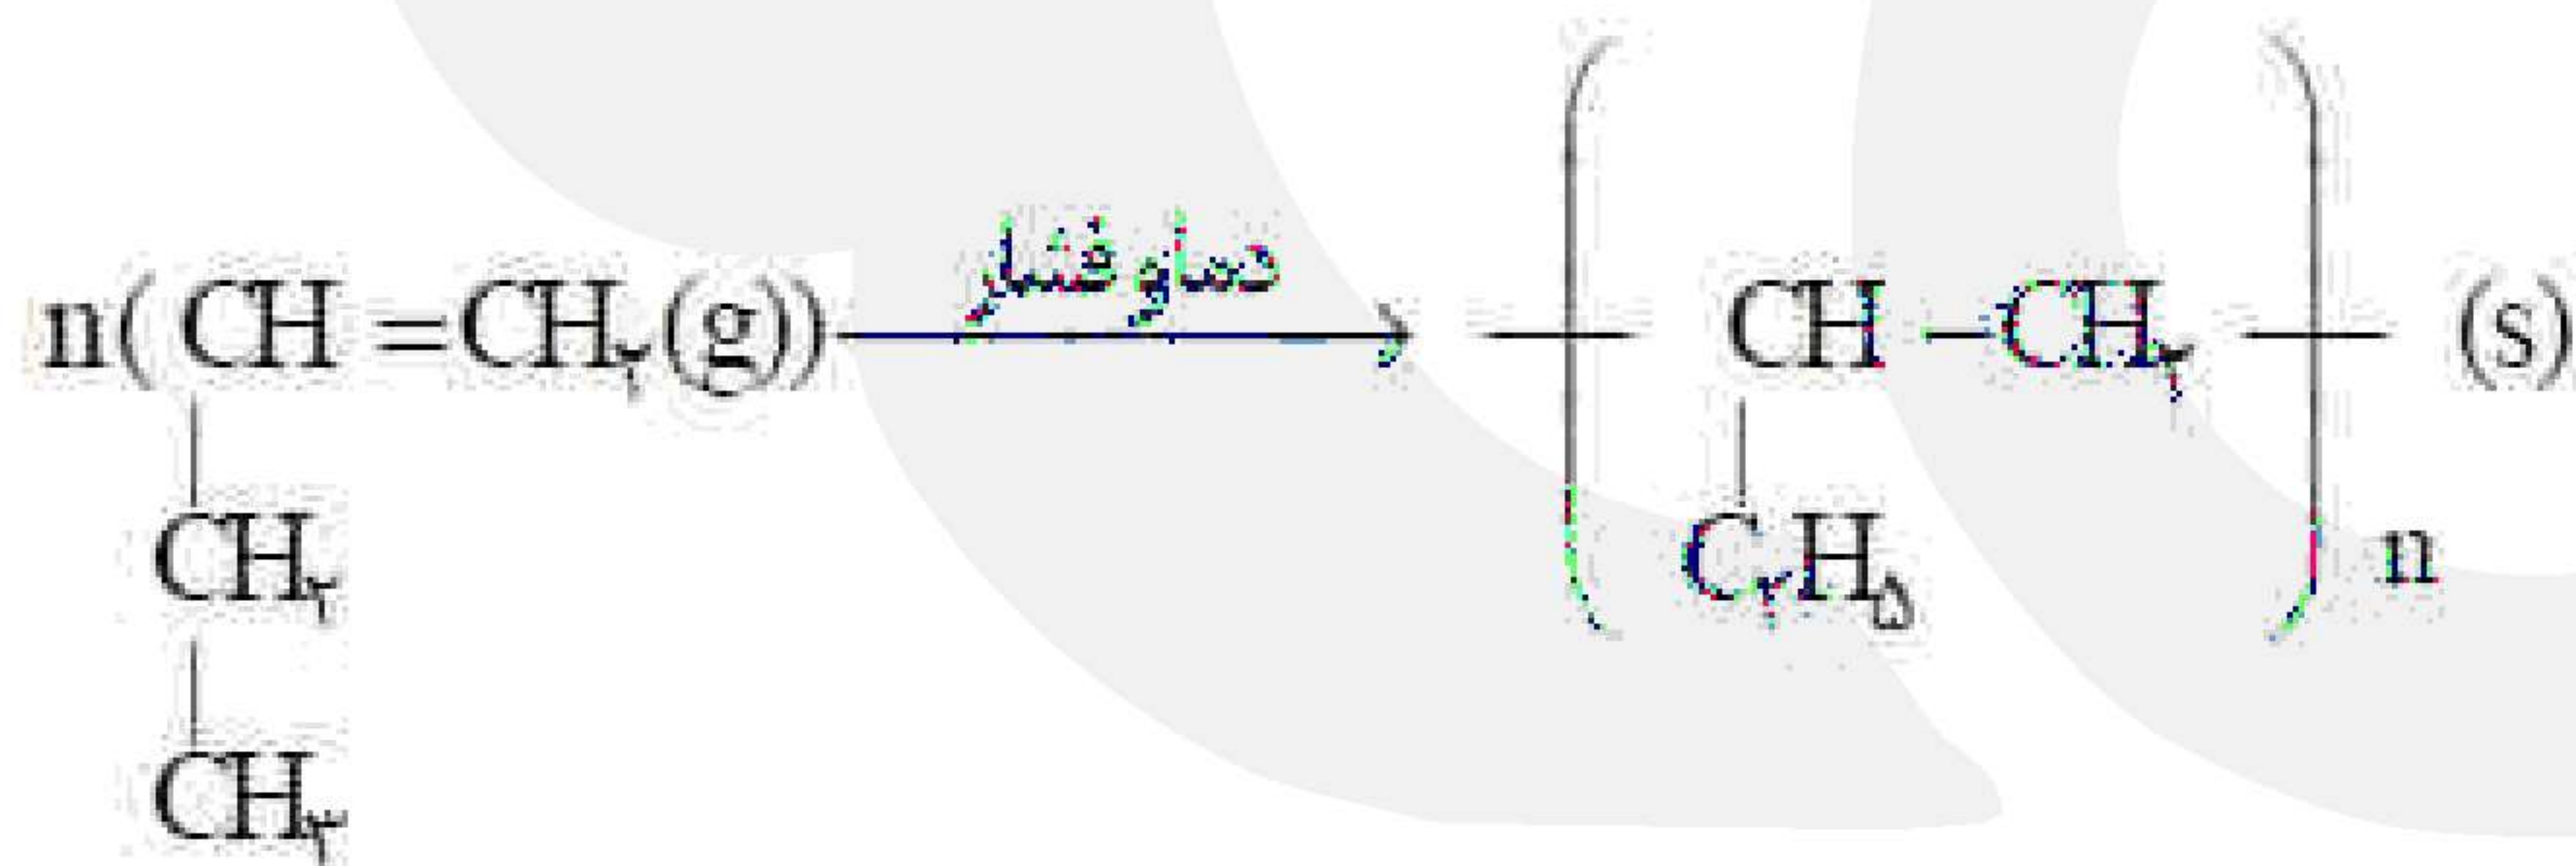 دما و فشار
n( CH =CH۲(g)) ⟶ ( CH –CH۲ ) (s)
CH۲ C۲H۵ n
CH۳